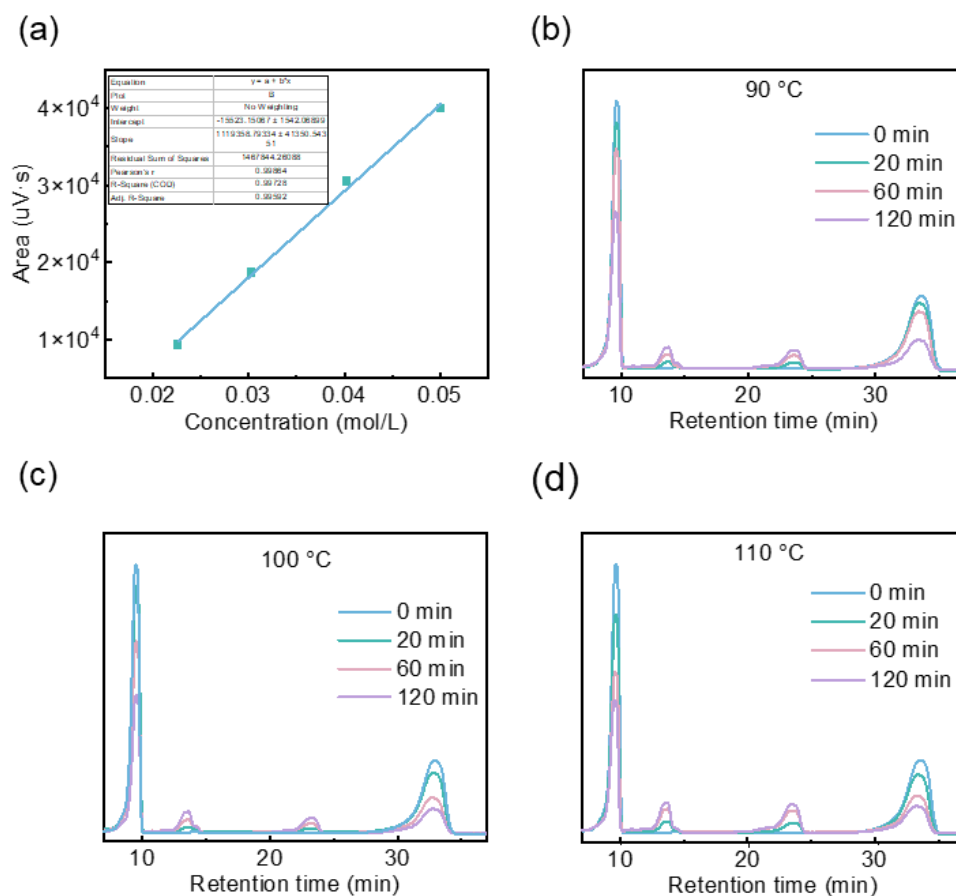 (a)
Equation y = a + b*x
Plot B
Weight No Weighting
Intercept -15523.15067 ± 1542.06899
Slope 1119358.79334 ± 41350.543
51
Residual Sum of Squares 1467844.26088
Pearson's r 0.99864
R-Square (COD) 0.99728
Adj. R-Square 0.99592
4×10⁴
3×10⁴
2×10⁴
1×10⁴
Area (uV·s)
0.02 0.03 0.04 0.05
Concentration (mol/L)
(b)
90 °C
0 min
20 min
60 min
120 min
10 20 30
Retention time (min)
(c)
100 °C
0 min
20 min
60 min
120 min
10 20 30
Retention time (min)
(d)
110 °C
0 min
20 min
60 min
120 min
10 20 30
Retention time (min)